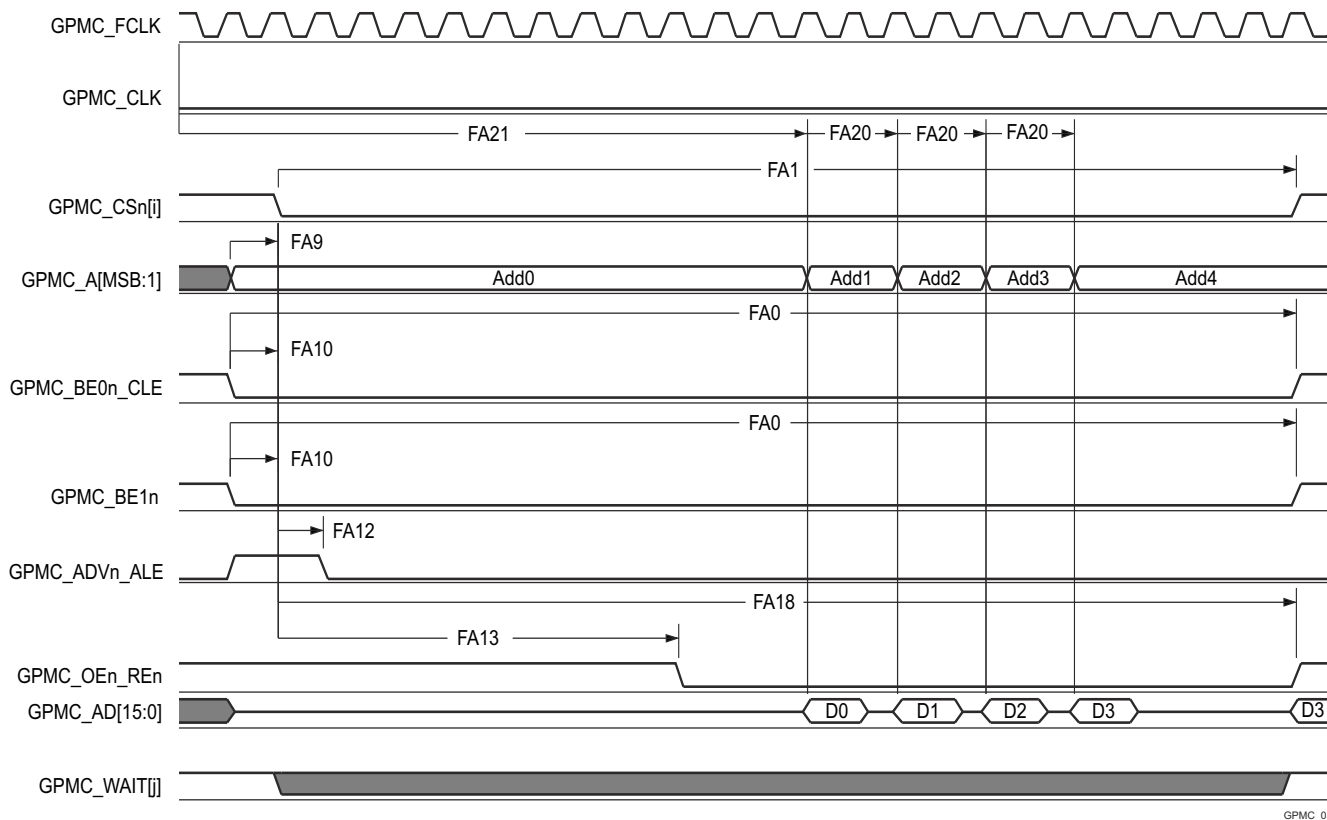 GPMC_FCLK
GPMC_CLK
FA21 FA20 FA20 FA20
FA1
GPMC_CSn[i]
FA9
GPMC_A[MSB:1] Add0 Add1 Add2 Add3 Add4
FA0
FA10
GPMC_BE0n_CLE
FA0
FA10
GPMC_BE1n
FA12
GPMC_ADVn_ALE
FA18
FA13
GPMC_OEn_REn
GPMC_AD[15:0] D0 D1 D2 D3 D3
GPMC_WAIT[j]
GPMC_0